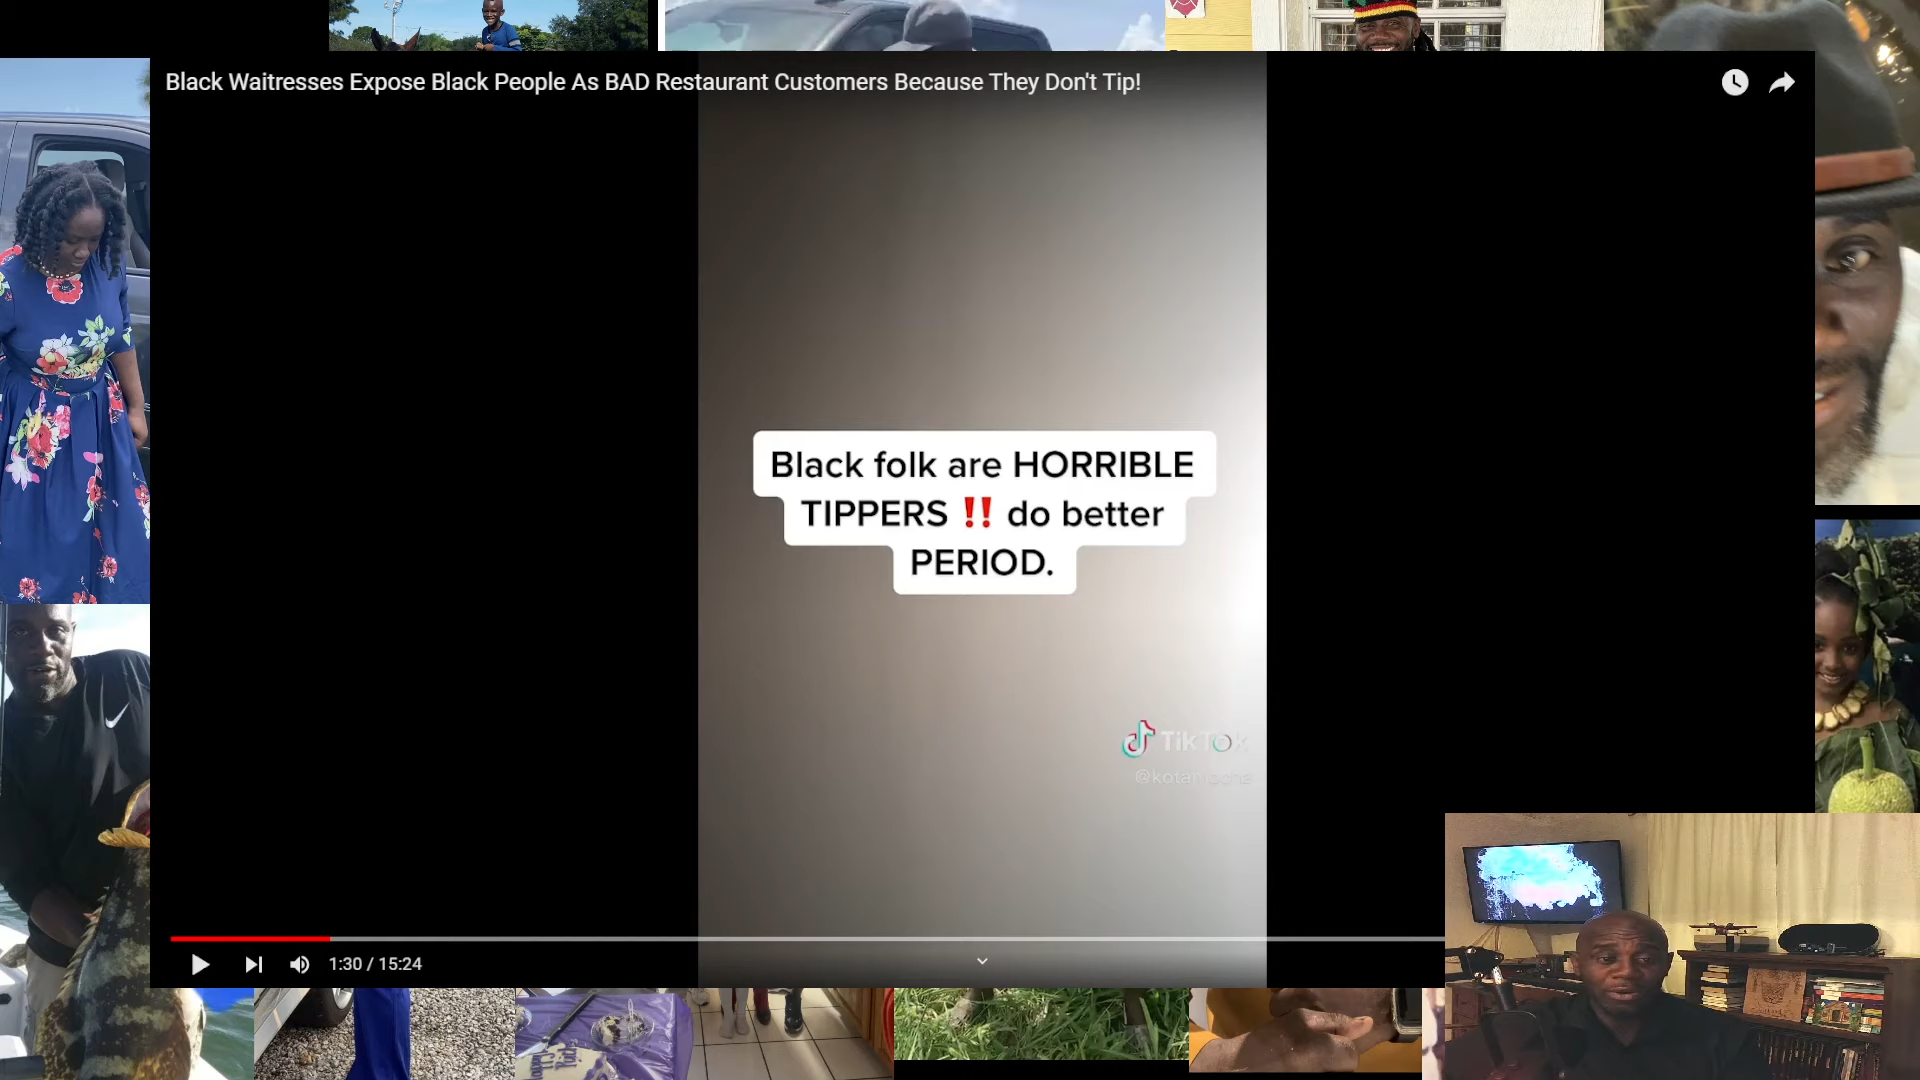 Black Waitresses Expose Black People As BAD Restaurant Customers Because They Don't Tip!
Black folk are HORRIBLE
TIPPERS ‼️ do better
PERIOD.
TikTok
1:30 / 15:24